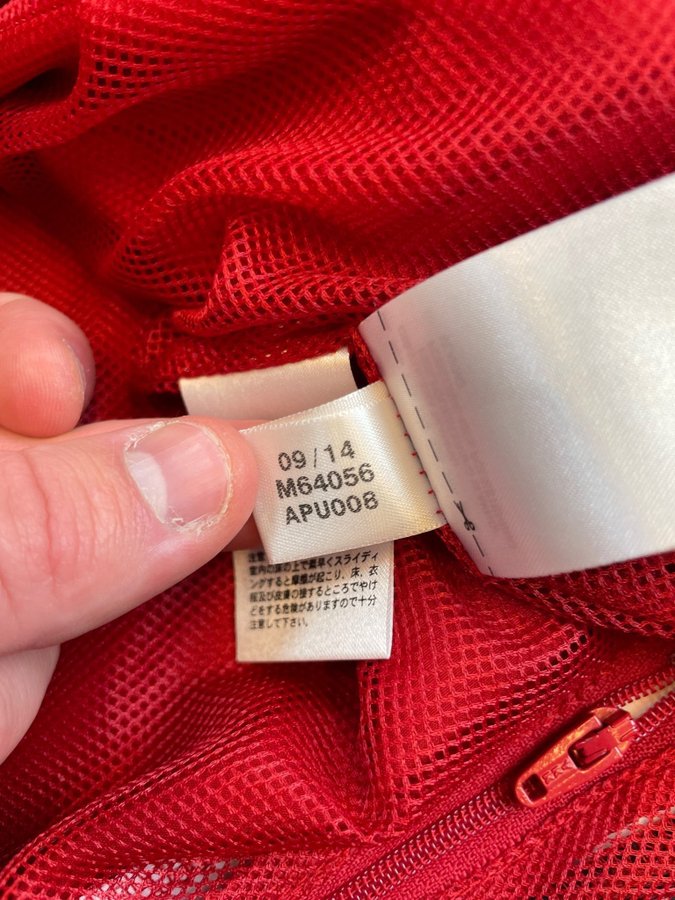 09/14
M64056
APU008
室内の床の上で素早くスライディ
ングすると摩擦が起こり、床、衣
服及び皮膚の接するところでやけ
どをする危険がありますので十分
注意して下さい。